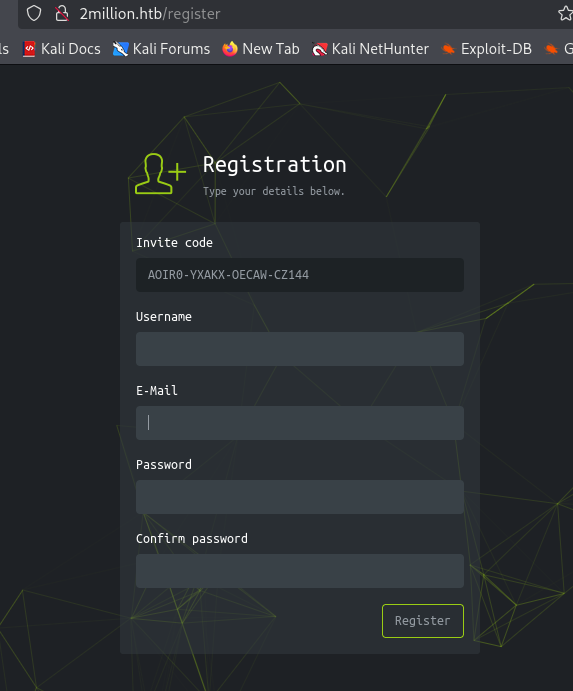 2million.htb/register
ls Kali Docs Kali Forums New Tab Kali NetHunter Exploit-DB G
Registration
Type your details below.
Invite code
AOIR0-YXAKX-OECAW-CZ144
Username
E-Mail
Password
Confirm password
Register